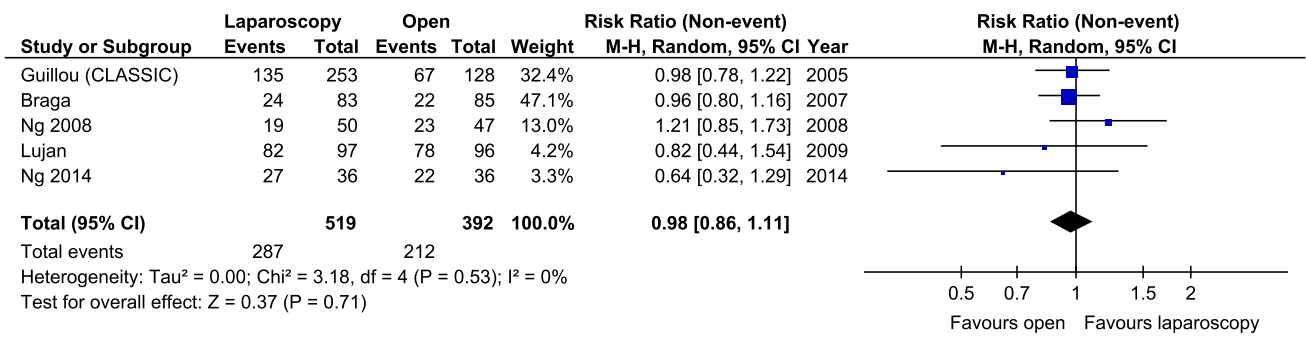 Laparoscopy Open Risk Ratio (Non-event) Risk Ratio (Non-event)
Study or Subgroup Events Total Events Total Weight M-H, Random, 95% CI Year M-H, Random, 95% CI
Guillou (CLASSIC) 135 253 67 128 32.4% 0.98 [0.78, 1.22] 2005
Braga 24 83 22 85 47.1% 0.96 [0.80, 1.16] 2007
Ng 2008 19 50 23 47 13.0% 1.21 [0.85, 1.73] 2008
Lujan 82 97 78 96 4.2% 0.82 [0.44, 1.54] 2009
Ng 2014 27 36 22 36 3.3% 0.64 [0.32, 1.29] 2014
Total (95% CI) 519 392 100.0% 0.98 [0.86, 1.11]
Total events 287 212
Heterogeneity: Tau² = 0.00; Chi² = 3.18, df = 4 (P = 0.53); I² = 0%
Test for overall effect: Z = 0.37 (P = 0.71)
0.5 0.7 1 1.5 2
Favours open Favours laparoscopy